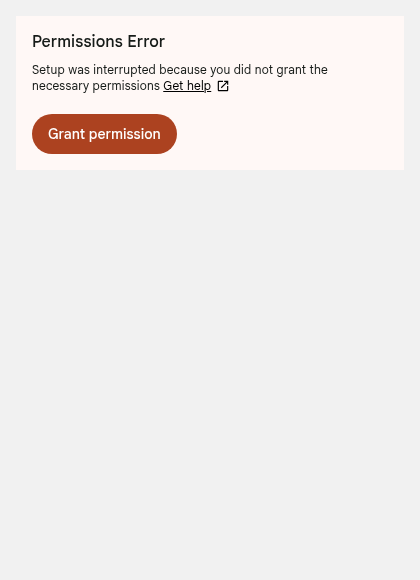 Permissions Error
Setup was interrupted because you did not grant the
necessary permissions Get help
Grant permission